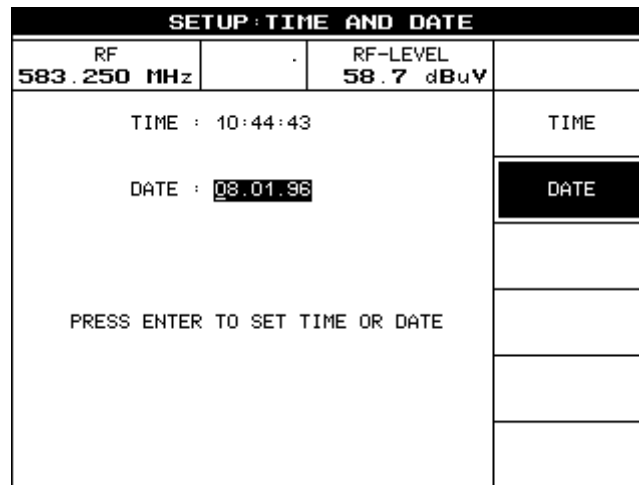 SETUP:TIME AND DATE
RF
583.250 MHz
.
RF-LEVEL
58.7 dBuV
TIME : 10:44:43
TIME
DATE : 08.01.96
DATE
PRESS ENTER TO SET TIME OR DATE